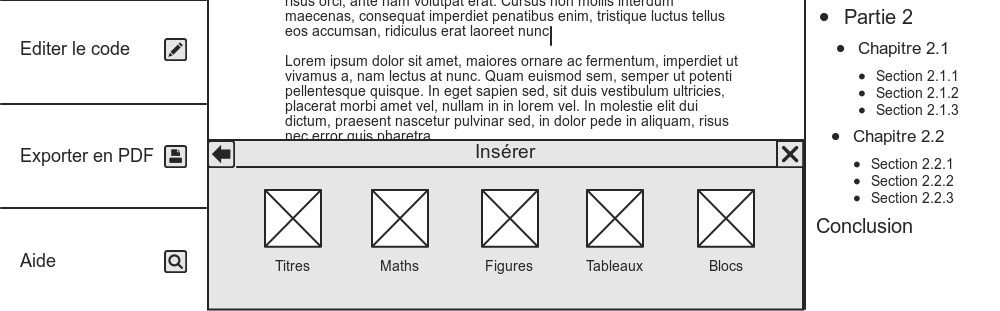 Editer le code
Exporter en PDF
Aide
risus orci, ante nam volutpat erat. Cursus non mollis interdum
maecenas, consequat imperdiet penatibus enim, tristique luctus tellus
eos accumsan, ridiculus erat laoreet nunc
Lorem ipsum dolor sit amet, maiores ornare ac fermentum, imperdiet ut
vivamus a, nam lectus at nunc. Quam euismod sem, semper ut potenti
pellentesque quisque. In eget sapien sed, sit duis vestibulum ultricies,
placerat morbi amet vel, nullam in in lorem vel. In molestie elit dui
dictum, praesent nascetur pulvinar sed, in dolor pede in aliquam, risus
nec error quis pharetra
Insérer
Titres
Maths
Figures
Tableaux
Blocs
Partie 2
Chapitre 2.1
Section 2.1.1
Section 2.1.2
Section 2.1.3
Chapitre 2.2
Section 2.2.1
Section 2.2.2
Section 2.2.3
Conclusion